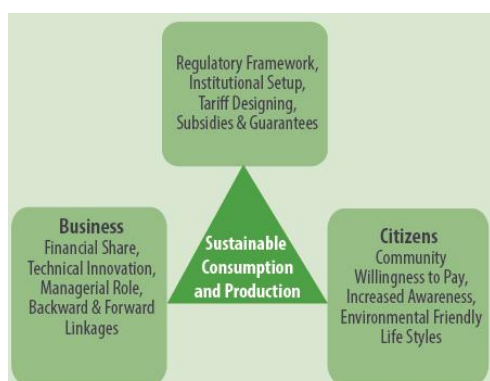 Regulatory Framework,
Institutional Setup,
Tariff Designing,
Subsidies & Guarantees
Business
Financial Share,
Technical Innovation,
Managerial Role,
Backward & Forward
Linkages
Sustainable
Consumption
and Production
Citizens
Community
Willingness to Pay,
Increased Awareness,
Environmental Friendly
Life Styles